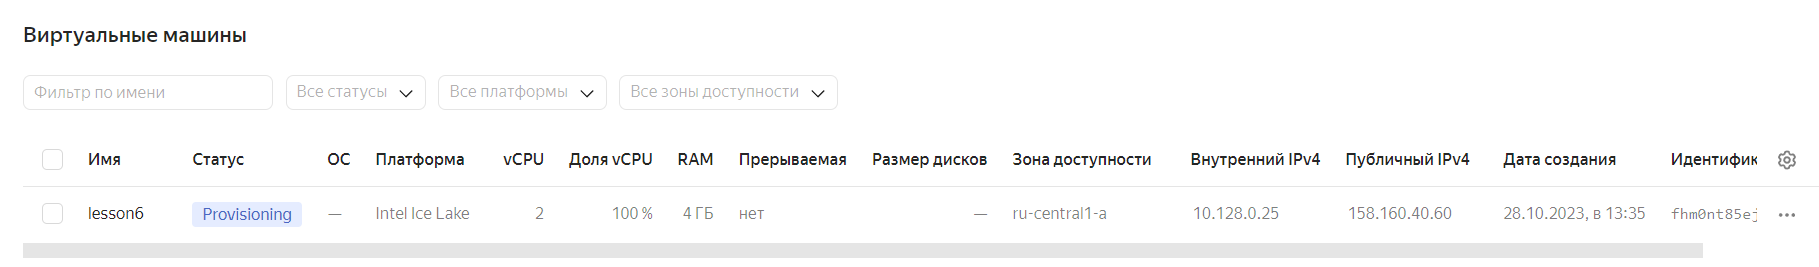 Виртуальные машины
Фильтр по имени Все статусы Все платформы Все зоны доступности
Имя Статус ОС Платформа vCPU Доля vCPU RAM Прерываемая Размер дисков Зона доступности Внутренний IPv4 Публичный IPv4 Дата создания Идентифик
lesson6 Provisioning — Intel Ice Lake 2 100 % 4 ГБ нет — ru-central1-a 10.128.0.25 158.160.40.60 28.10.2023, в 13:35 fhm0nt85ej